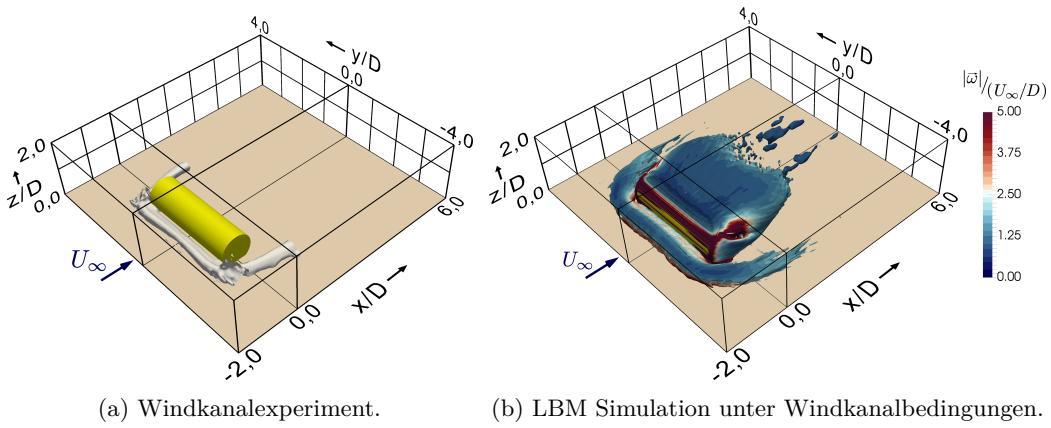 4,0
y/D
0,0
-4,0
2,0
z/D
0,0
6,0
U∞
x/D
0,0
-2,0
(a) Windkanalexperiment.
4,0
y/D
0,0
-4,0
2,0
z/D
0,0
6,0
U∞
x/D
0,0
-2,0
|ω⃗|/(U∞/D)
5.00
3.75
2.50
1.25
0.00
(b) LBM Simulation unter Windkanalbedingungen.